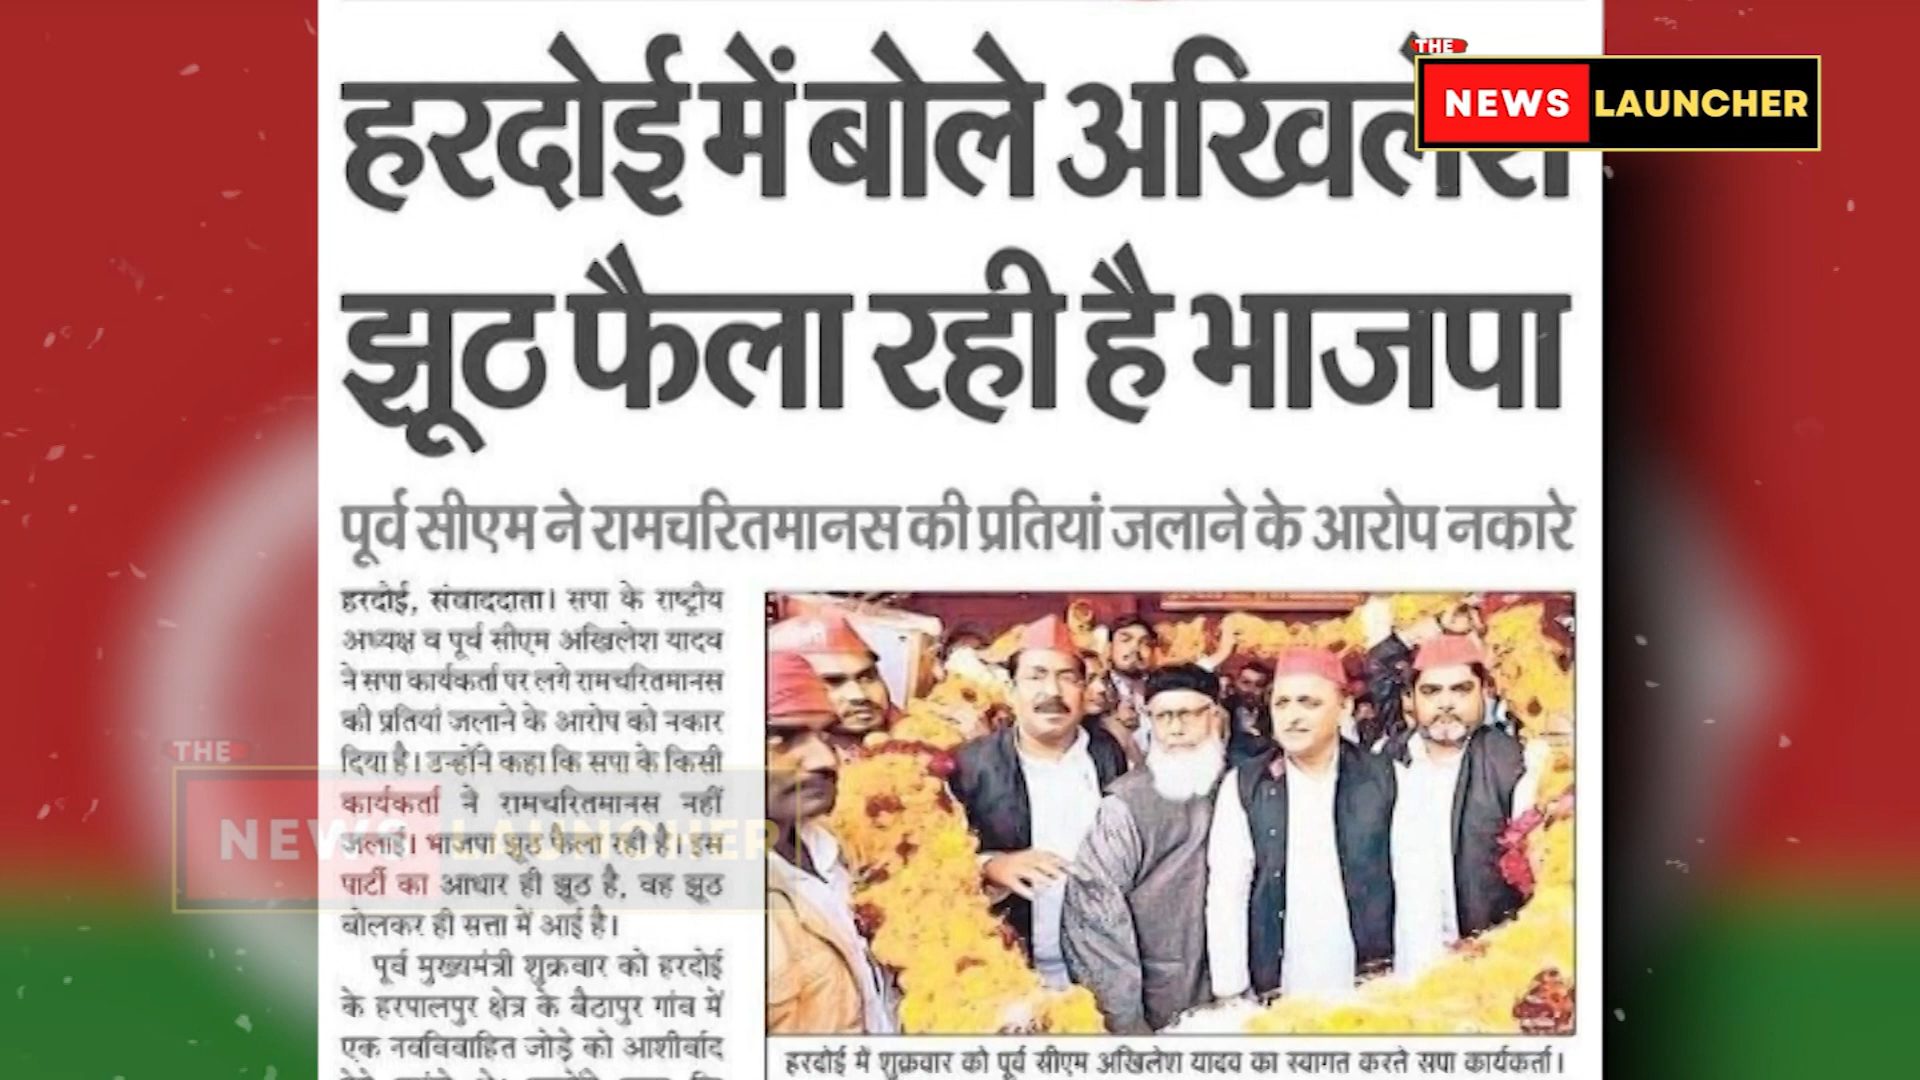 THE
NEWS LAUNCHER
हरदोई में बोले अखिलेश
झूठ फैला रही है भाजपा
पूर्व सीएम ने रामचरितमानस की प्रतियां जलाने के आरोप नकारे
हरदोई, संवाददाता। सपा के राष्ट्रीय
अध्यक्ष व पूर्व सीएम अखिलेश यादव
ने सपा कार्यकर्ता पर लगे रामचरितमानस
की प्रतियां जलाने के आरोप को नकार
दिया है। उन्होंने कहा कि सपा के किसी
कार्यकर्ता ने रामचरितमानस नहीं
जलाई। भाजपा झूठ फैला रही है। इस
पार्टी का आधार ही झूठ है, वह झूठ
बोलकर ही सत्ता में आई है।
पूर्व मुख्यमंत्री शुक्रवार को हरदोई
के हरपालपुर क्षेत्र के बैठापुर गांव में
एक नवविवाहित जोड़े को आशीर्वाद
हरदोई में शुक्रवार को पूर्व सीएम अखिलेश यादव का स्वागत करते सपा कार्यकर्ता।
THE
NEWS LAUNCHER